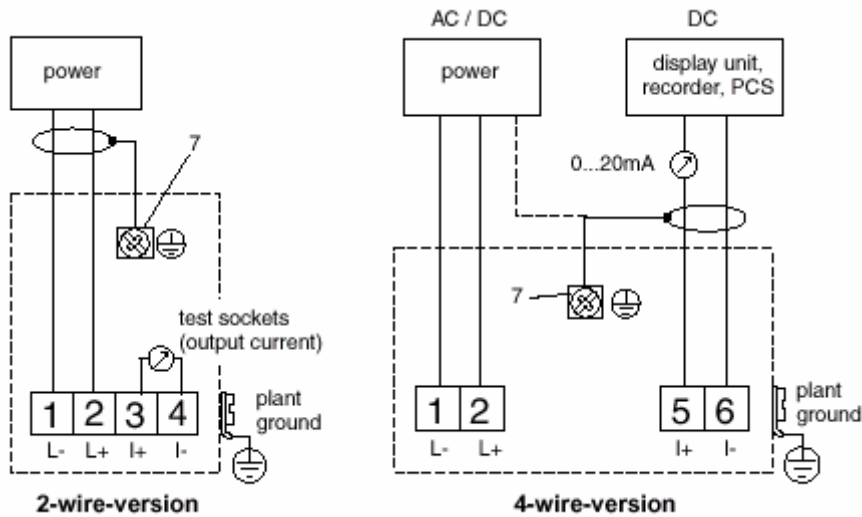 power
7
test sockets
(output current)
1 2 3 4
L- L+ I+ I-
plant
ground
2-wire-version
AC / DC
DC
power
display unit,
recorder, PCS
0...20mA
7
1 2
5 6
L- L+
I+ I-
plant
ground
4-wire-version